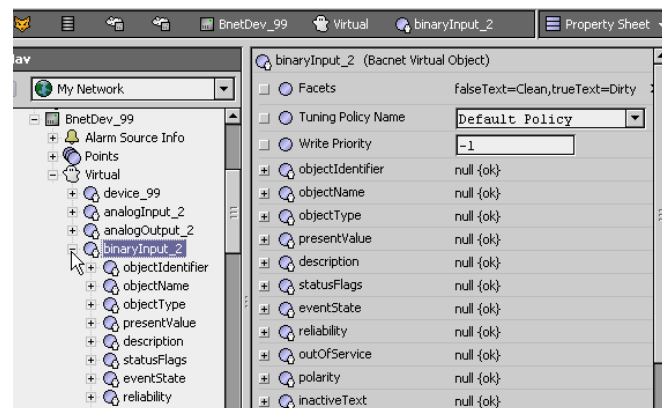 BnetDev_99 Virtual binaryInput_2 Property Sheet
av
My Network
BnetDev_99
Alarm Source Info
Points
Virtual
device_99
analogInput_2
analogOutput_2
binaryInput_2
objectIdentifier
objectName
objectType
presentValue
description
statusFlags
eventState
reliability
binaryInput_2 (Bacnet Virtual Object)
Facets falseText=Clean,trueText=Dirty
Tuning Policy Name Default Policy
Write Priority -1
objectIdentifier null {ok}
objectName null {ok}
objectType null {ok}
presentValue null {ok}
description null {ok}
statusFlags null {ok}
eventState null {ok}
reliability null {ok}
outOfService null {ok}
polarity null {ok}
inactiveText null {ok}